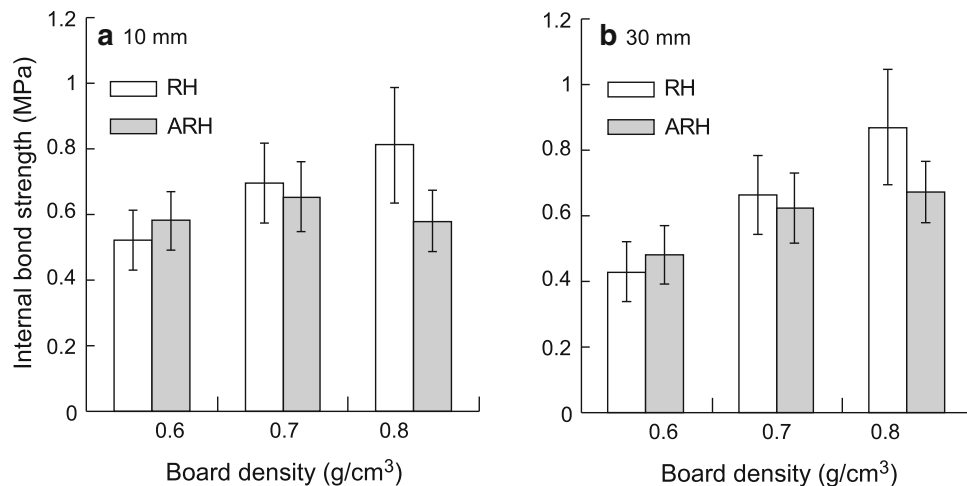 Internal bond strength (MPa)
1.2
1
0.8
0.6
0.4
0.2
0
a 10 mm
RH
ARH
0.6 0.7 0.8
Board density (g/cm³)
1.2
1
0.8
0.6
0.4
0.2
0
b 30 mm
RH
ARH
0.6 0.7 0.8
Board density (g/cm³)